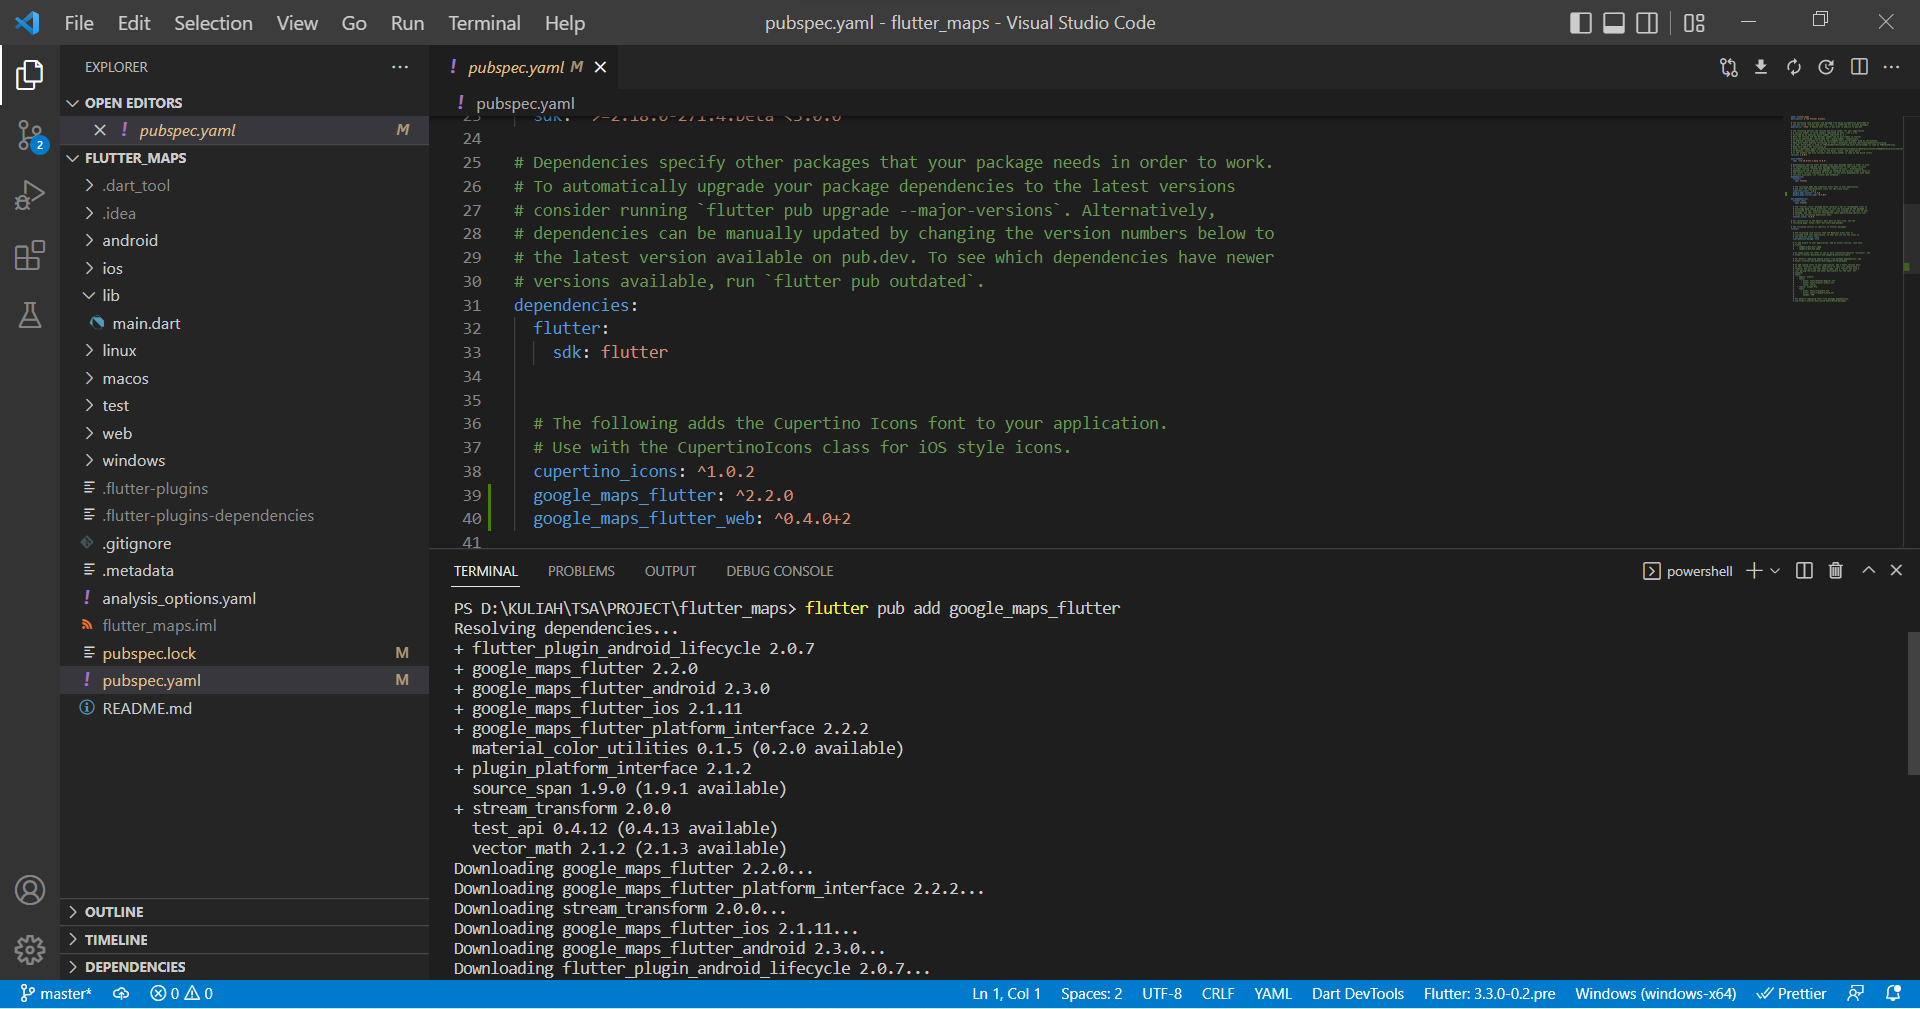 File Edit Selection View Go Run Terminal Help
pubspec.yaml - flutter_maps - Visual Studio Code
EXPLORER
OPEN EDITORS
! pubspec.yaml M
2
FLUTTER_MAPS
.dart_tool
.idea
android
ios
lib
main.dart
linux
macos
test
web
windows
.flutter-plugins
.flutter-plugins-dependencies
.gitignore
.metadata
! analysis_options.yaml
flutter_maps.iml
pubspec.lock M
! pubspec.yaml M
README.md
OUTLINE
TIMELINE
DEPENDENCIES
! pubspec.yaml M
! pubspec.yaml
23 sdk: ">=2.18.0-271.4.beta <3.0.0"
24
25 # Dependencies specify other packages that your package needs in order to work.
26 # To automatically upgrade your package dependencies to the latest versions
27 # consider running `flutter pub upgrade --major-versions`. Alternatively,
28 # dependencies can be manually updated by changing the version numbers below to
29 # the latest version available on pub.dev. To see which dependencies have newer
30 # versions available, run `flutter pub outdated`.
31 dependencies:
32 flutter:
33 sdk: flutter
34
35
36 # The following adds the Cupertino Icons font to your application.
37 # Use with the CupertinoIcons class for iOS style icons.
38 cupertino_icons: ^1.0.2
39 google_maps_flutter: ^2.2.0
40 google_maps_flutter_web: ^0.4.0+2
41
TERMINAL PROBLEMS OUTPUT DEBUG CONSOLE
powershell
PS D:\KULIAH\TSA\PROJECT\flutter_maps> flutter pub add google_maps_flutter
Resolving dependencies...
+ flutter_plugin_android_lifecycle 2.0.7
+ google_maps_flutter 2.2.0
+ google_maps_flutter_android 2.3.0
+ google_maps_flutter_ios 2.1.11
+ google_maps_flutter_platform_interface 2.2.2
material_color_utilities 0.1.5 (0.2.0 available)
+ plugin_platform_interface 2.1.2
source_span 1.9.0 (1.9.1 available)
+ stream_transform 2.0.0
test_api 0.4.12 (0.4.13 available)
vector_math 2.1.2 (2.1.3 available)
Downloading google_maps_flutter 2.2.0...
Downloading google_maps_flutter_platform_interface 2.2.2...
Downloading stream_transform 2.0.0...
Downloading google_maps_flutter_ios 2.1.11...
Downloading google_maps_flutter_android 2.3.0...
Downloading flutter_plugin_android_lifecycle 2.0.7...
master* 0 0
Ln 1, Col 1 Spaces: 2 UTF-8 CRLF YAML Dart DevTools Flutter: 3.3.0-0.2.pre Windows (windows-x64) Prettier